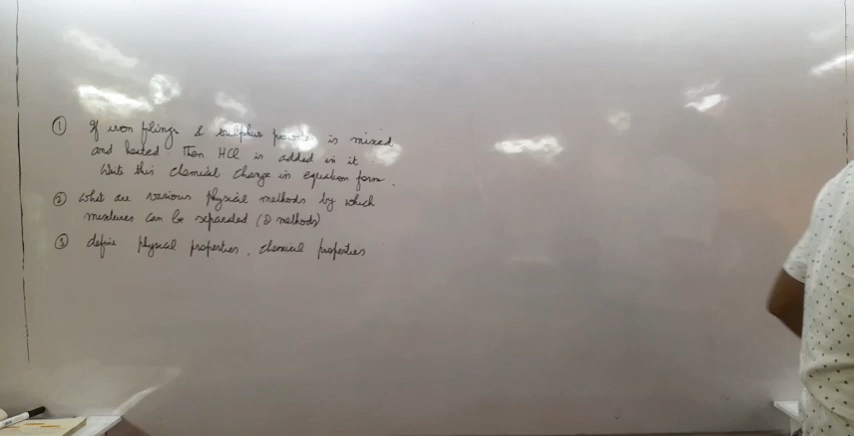 ① If iron filings & sulphur powder is mixed
and heated Then HCl is added in it
Write this chemical change in equation form.
② what are various physical methods by which
mixtures can be separated (8 methods)
③ define physical properties, chemical properties